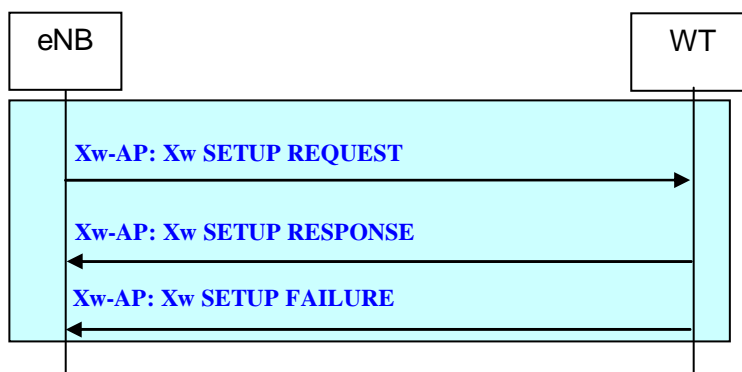 eNB
WT
Xw-AP: Xw SETUP REQUEST
Xw-AP: Xw SETUP RESPONSE
Xw-AP: Xw SETUP FAILURE